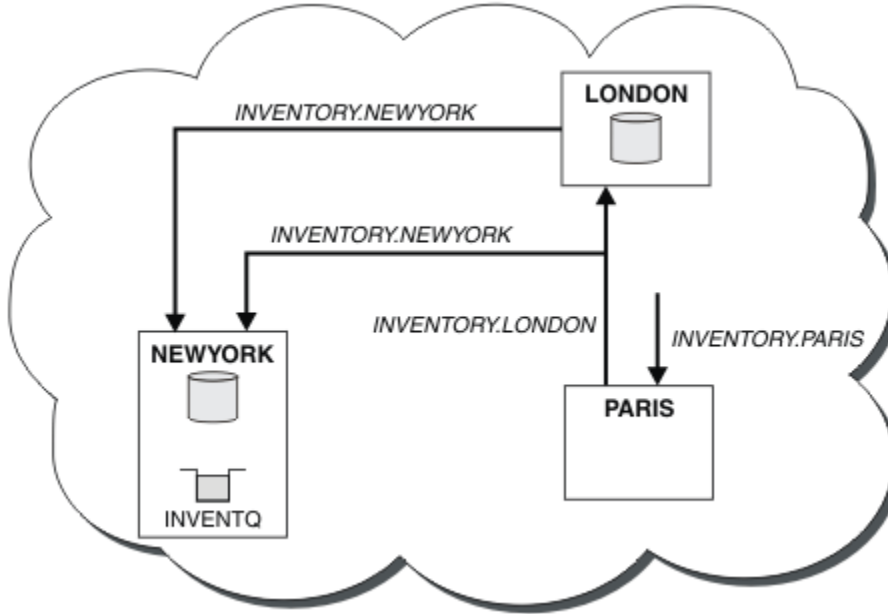 LONDON
INVENTORY.NEWYORK
INVENTORY.NEWYORK
INVENTORY.LONDON
INVENTORY.PARIS
NEWYORK
PARIS
INVENTQ